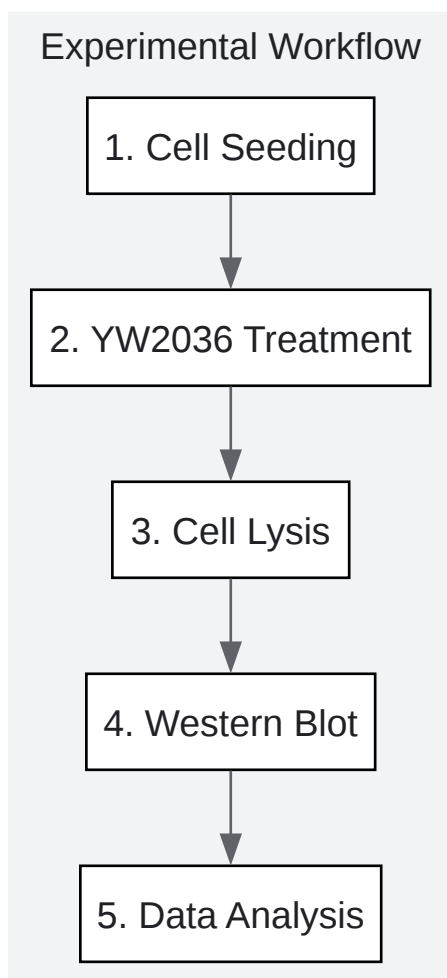 Experimental Workflow
1. Cell Seeding
2. YW2036 Treatment
3. Cell Lysis
4. Western Blot
5. Data Analysis